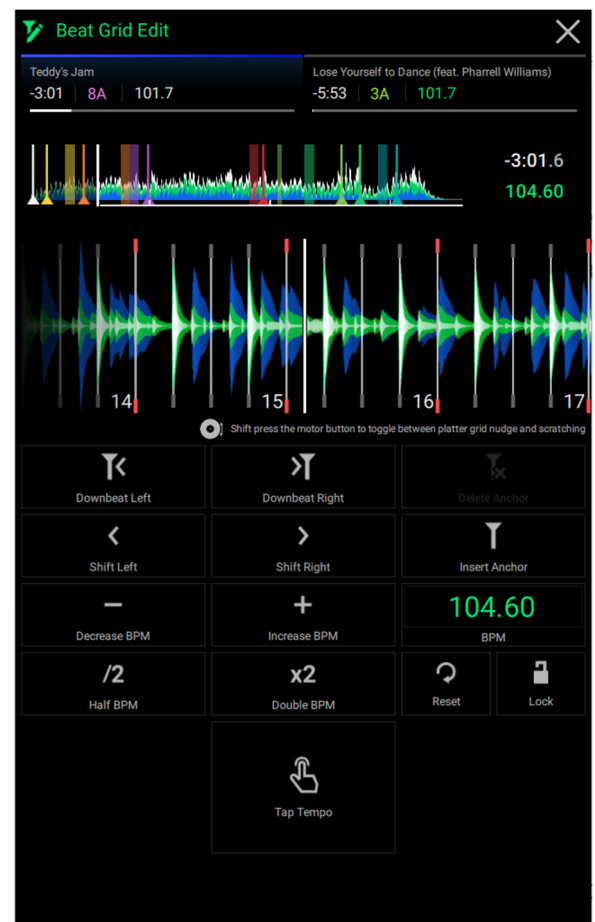 Beat Grid Edit
Teddy's Jam
-3:01 8A 101.7
Lose Yourself to Dance (feat. Pharrell Williams)
-5:53 3A 101.7
-3:01.6
104.60
14 15 16 17
Shift press the motor button to toggle between platter grid nudge and scratching
Downbeat Left
Downbeat Right
Delete Anchor
Shift Left
Shift Right
Insert Anchor
Decrease BPM
Increase BPM
104.60
BPM
/2
Half BPM
x2
Double BPM
Reset
Lock
Tap Tempo